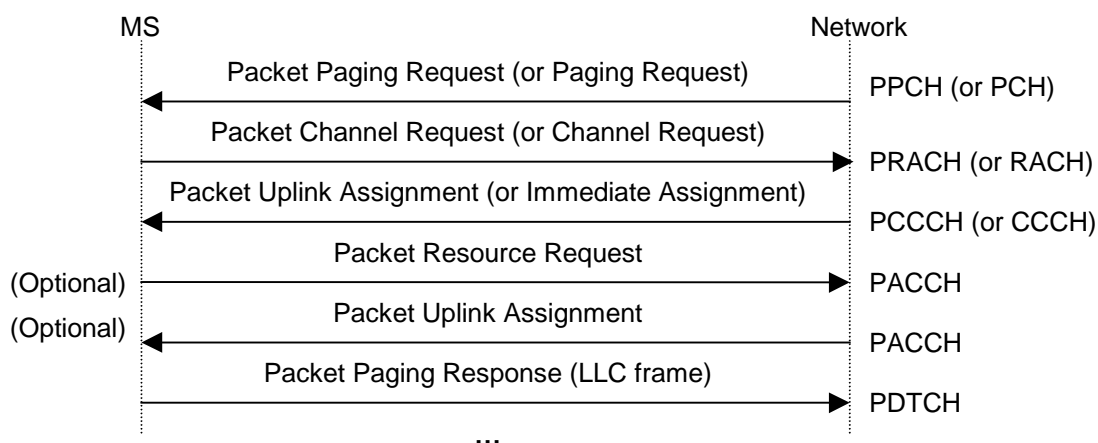 MS Network
Packet Paging Request (or Paging Request)
PPCH (or PCH)
Packet Channel Request (or Channel Request)
PRACH (or RACH)
Packet Uplink Assignment (or Immediate Assignment)
PCCCH (or CCCH)
Packet Resource Request
(Optional) PACCH
Packet Uplink Assignment
(Optional) PACCH
Packet Paging Response (LLC frame)
PDTCH
...